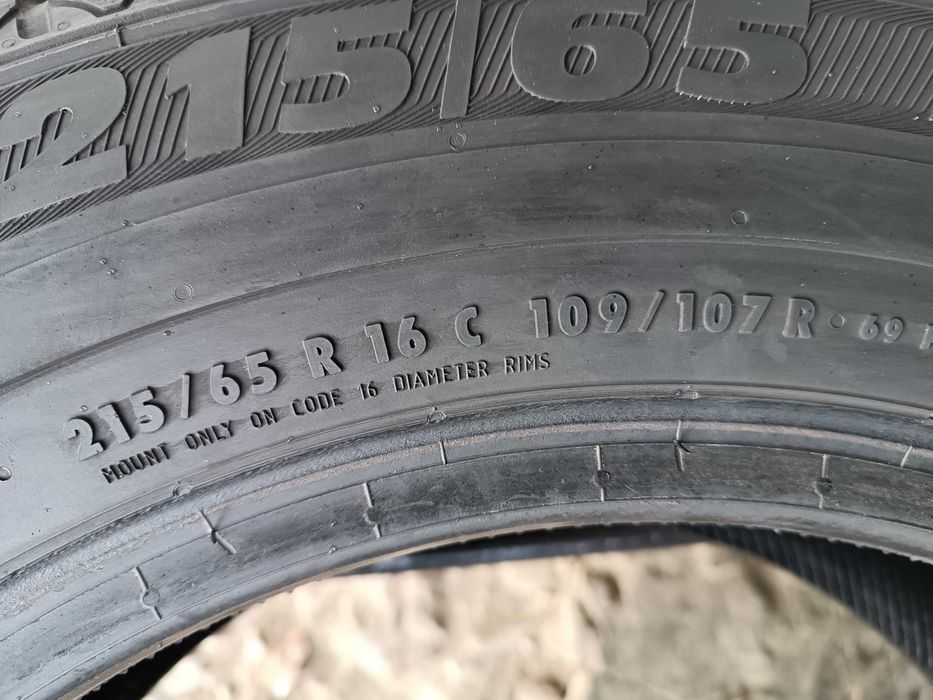 215/65
215/65 R 16 C 109/107 R 69
MOUNT ONLY ON CODE 16 DIAMETER RIMS